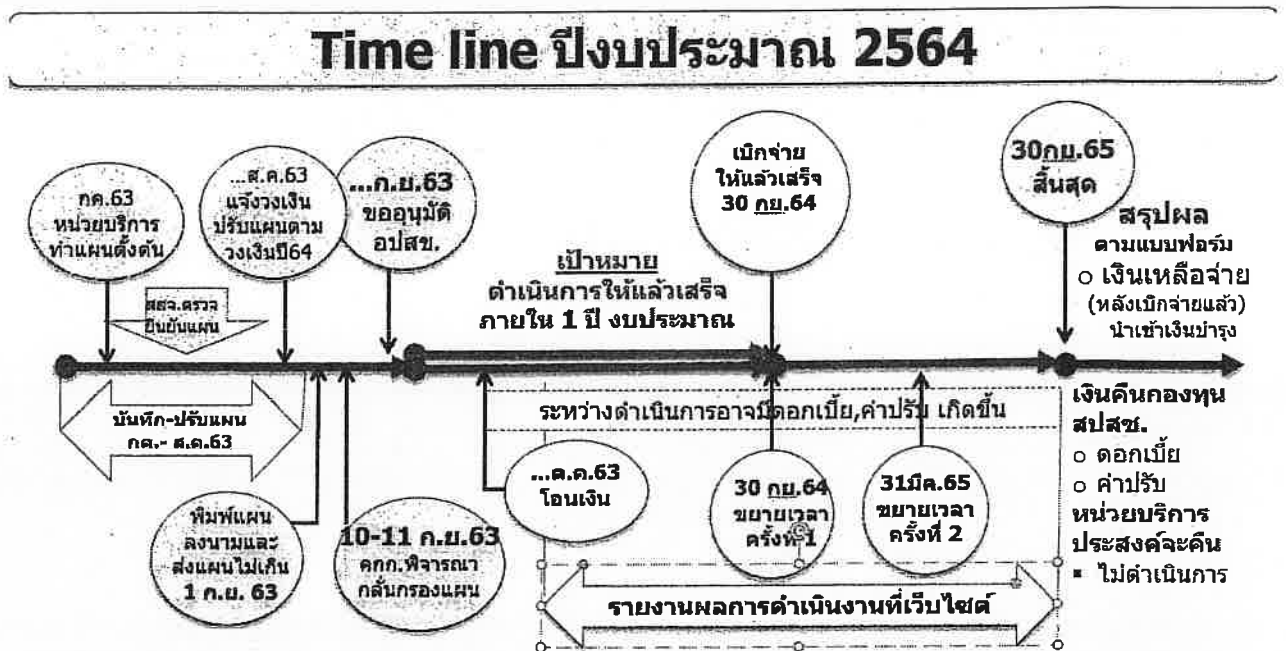 Time line ปีงบประมาณ 2564
กค.63
หน่วยบริการ
ทำแผนตั้งต้น
...ส.ค.63
แจ้งวงเงิน
ปรับแผนตาม
วงเงินปี64
...ก.ย.63
ขออนุมัติ
อปสข.
เบิกจ่าย
ให้แล้วเสร็จ
30 กย.64
30กย.65
สิ้นสุด
สสจ.ตรวจ
ยืนยันแผน
เป้าหมาย
ดำเนินการให้แล้วเสร็จ
ภายใน 1 ปี งบประมาณ
สรุปผล
ตามแบบฟอร์ม
○ เงินเหลือจ่าย
(หลังเบิกจ่ายแล้ว)
นำเข้าเงินบำรุง
บันทึก-ปรับแผน
กค.- ส.ค.63
ระหว่างดำเนินการอาจมีดอกเบี้ย,ค่าปรับ เกิดขึ้น
พิมพ์แผน
ลงนามและ
ส่งแผนไม่เกิน
1 ก.ย. 63
10-11 ก.ย.63
คกก.พิจารณา
กลั่นกรองแผน
...ต.ค.63
โอนเงิน
30 กย.64
ขยายเวลา
ครั้งที่ 1
31มีค.65
ขยายเวลา
ครั้งที่ 2
เงินคืนกองทุน
สปสช.
○ ดอกเบี้ย
○ ค่าปรับ
หน่วยบริการ
ประสงค์จะคืน
▪ ไม่ดำเนินการ
รายงานผลการดำเนินงานที่เว็บไซต์